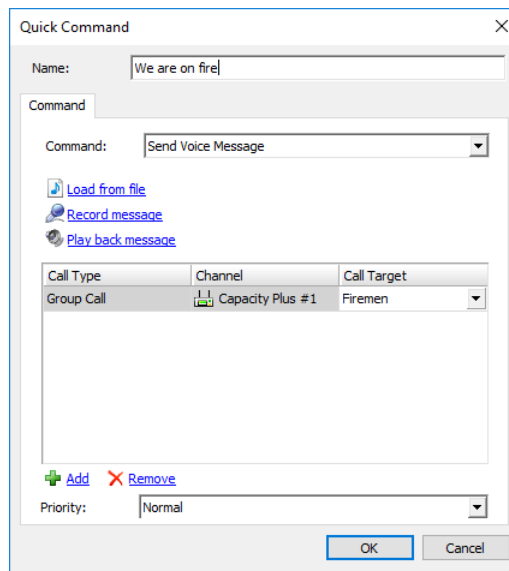 Quick Command
Name: We are on fire
Command
Command: Send Voice Message
Load from file
Record message
Play back message
Call Type Channel Call Target
Group Call Capacity Plus #1 Firemen
Add Remove
Priority: Normal
OK Cancel